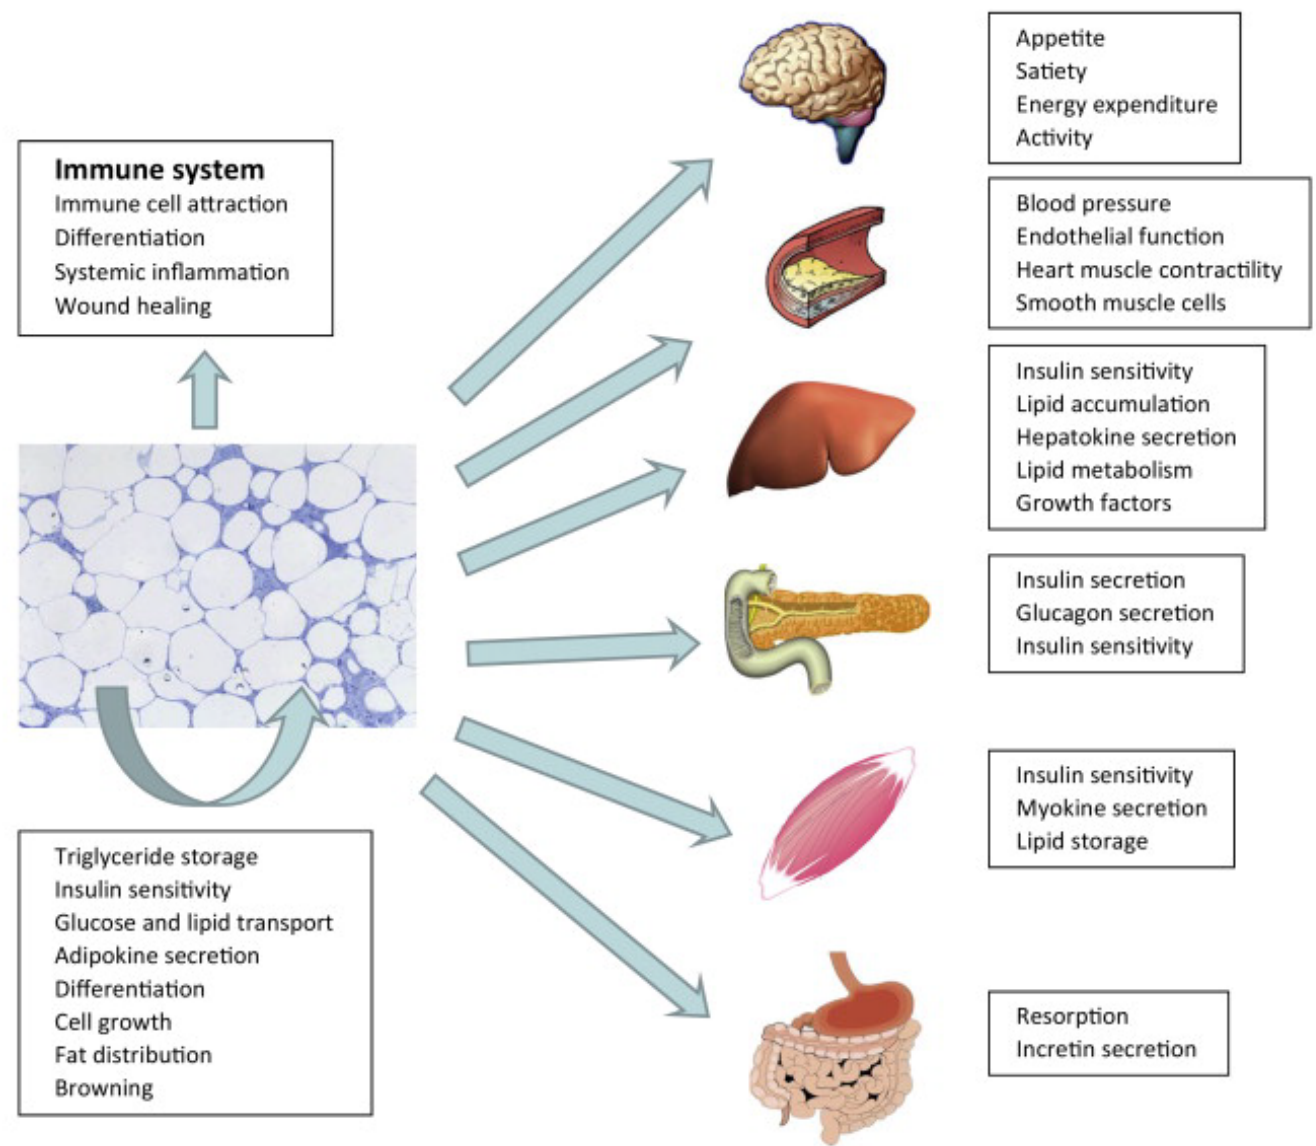 Immune system
Immune cell attraction
Differentiation
Systemic inflammation
Wound healing
Triglyceride storage
Insulin sensitivity
Glucose and lipid transport
Adipokine secretion
Differentiation
Cell growth
Fat distribution
Browning
Appetite
Satiety
Energy expenditure
Activity
Blood pressure
Endothelial function
Heart muscle contractility
Smooth muscle cells
Insulin sensitivity
Lipid accumulation
Hepatokine secretion
Lipid metabolism
Growth factors
Insulin secretion
Glucagon secretion
Insulin sensitivity
Insulin sensitivity
Myokine secretion
Lipid storage
Resorption
Incretin secretion